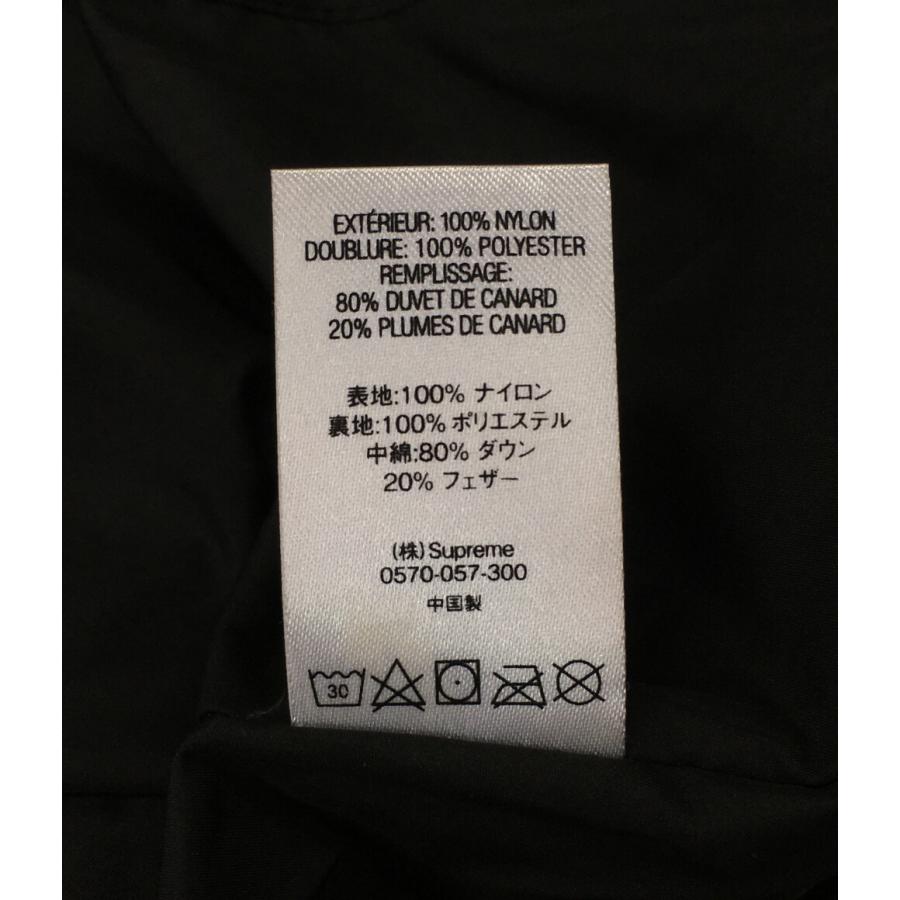 EXTÉRIEUR: 100% NYLON
DOUBLURE: 100% POLYESTER
REMPLISSAGE:
80% DUVET DE CANARD
20% PLUMES DE CANARD
表地:100% ナイロン
裏地:100% ポリエステル
中綿:80% ダウン
20% フェザー
(株)Supreme
0570-057-300
中国製
30